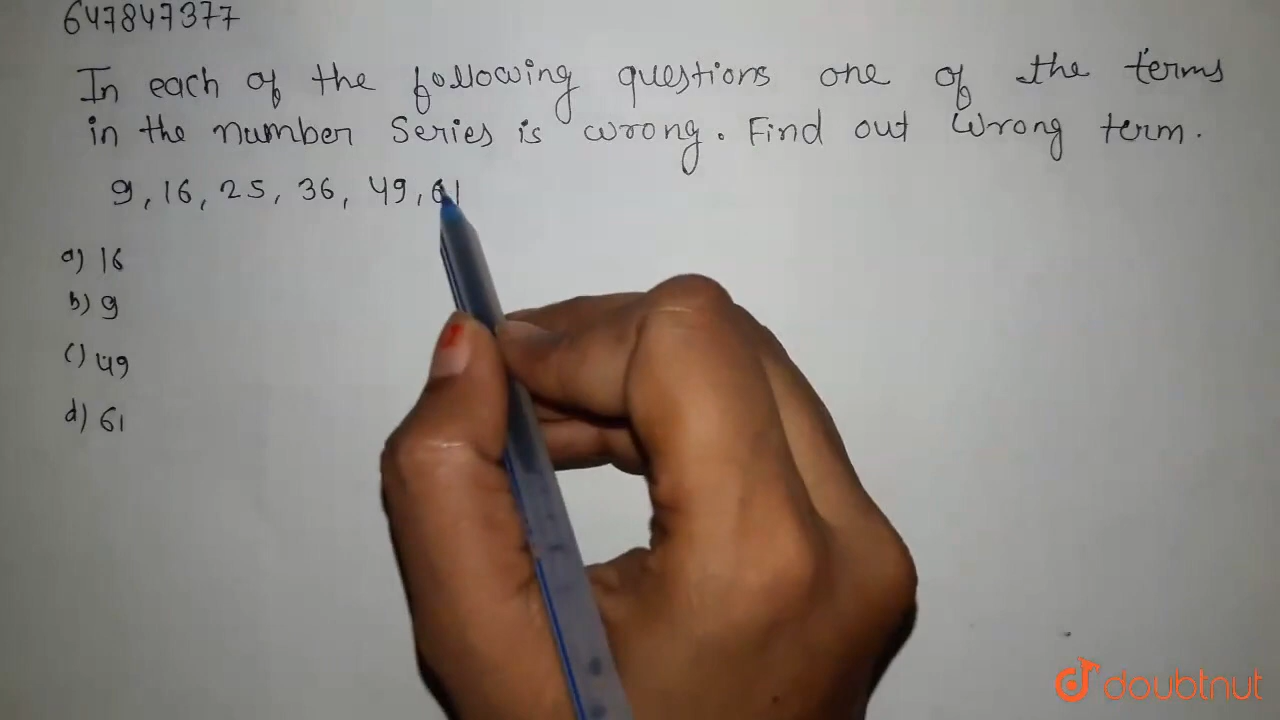 647847377
In each of the following questions one of the terms
in the number Series is wrong. Find out Wrong term.
9, 16, 25, 36, 49, 61
a) 16
b) 9
c) 49
d) 61
doubtnut